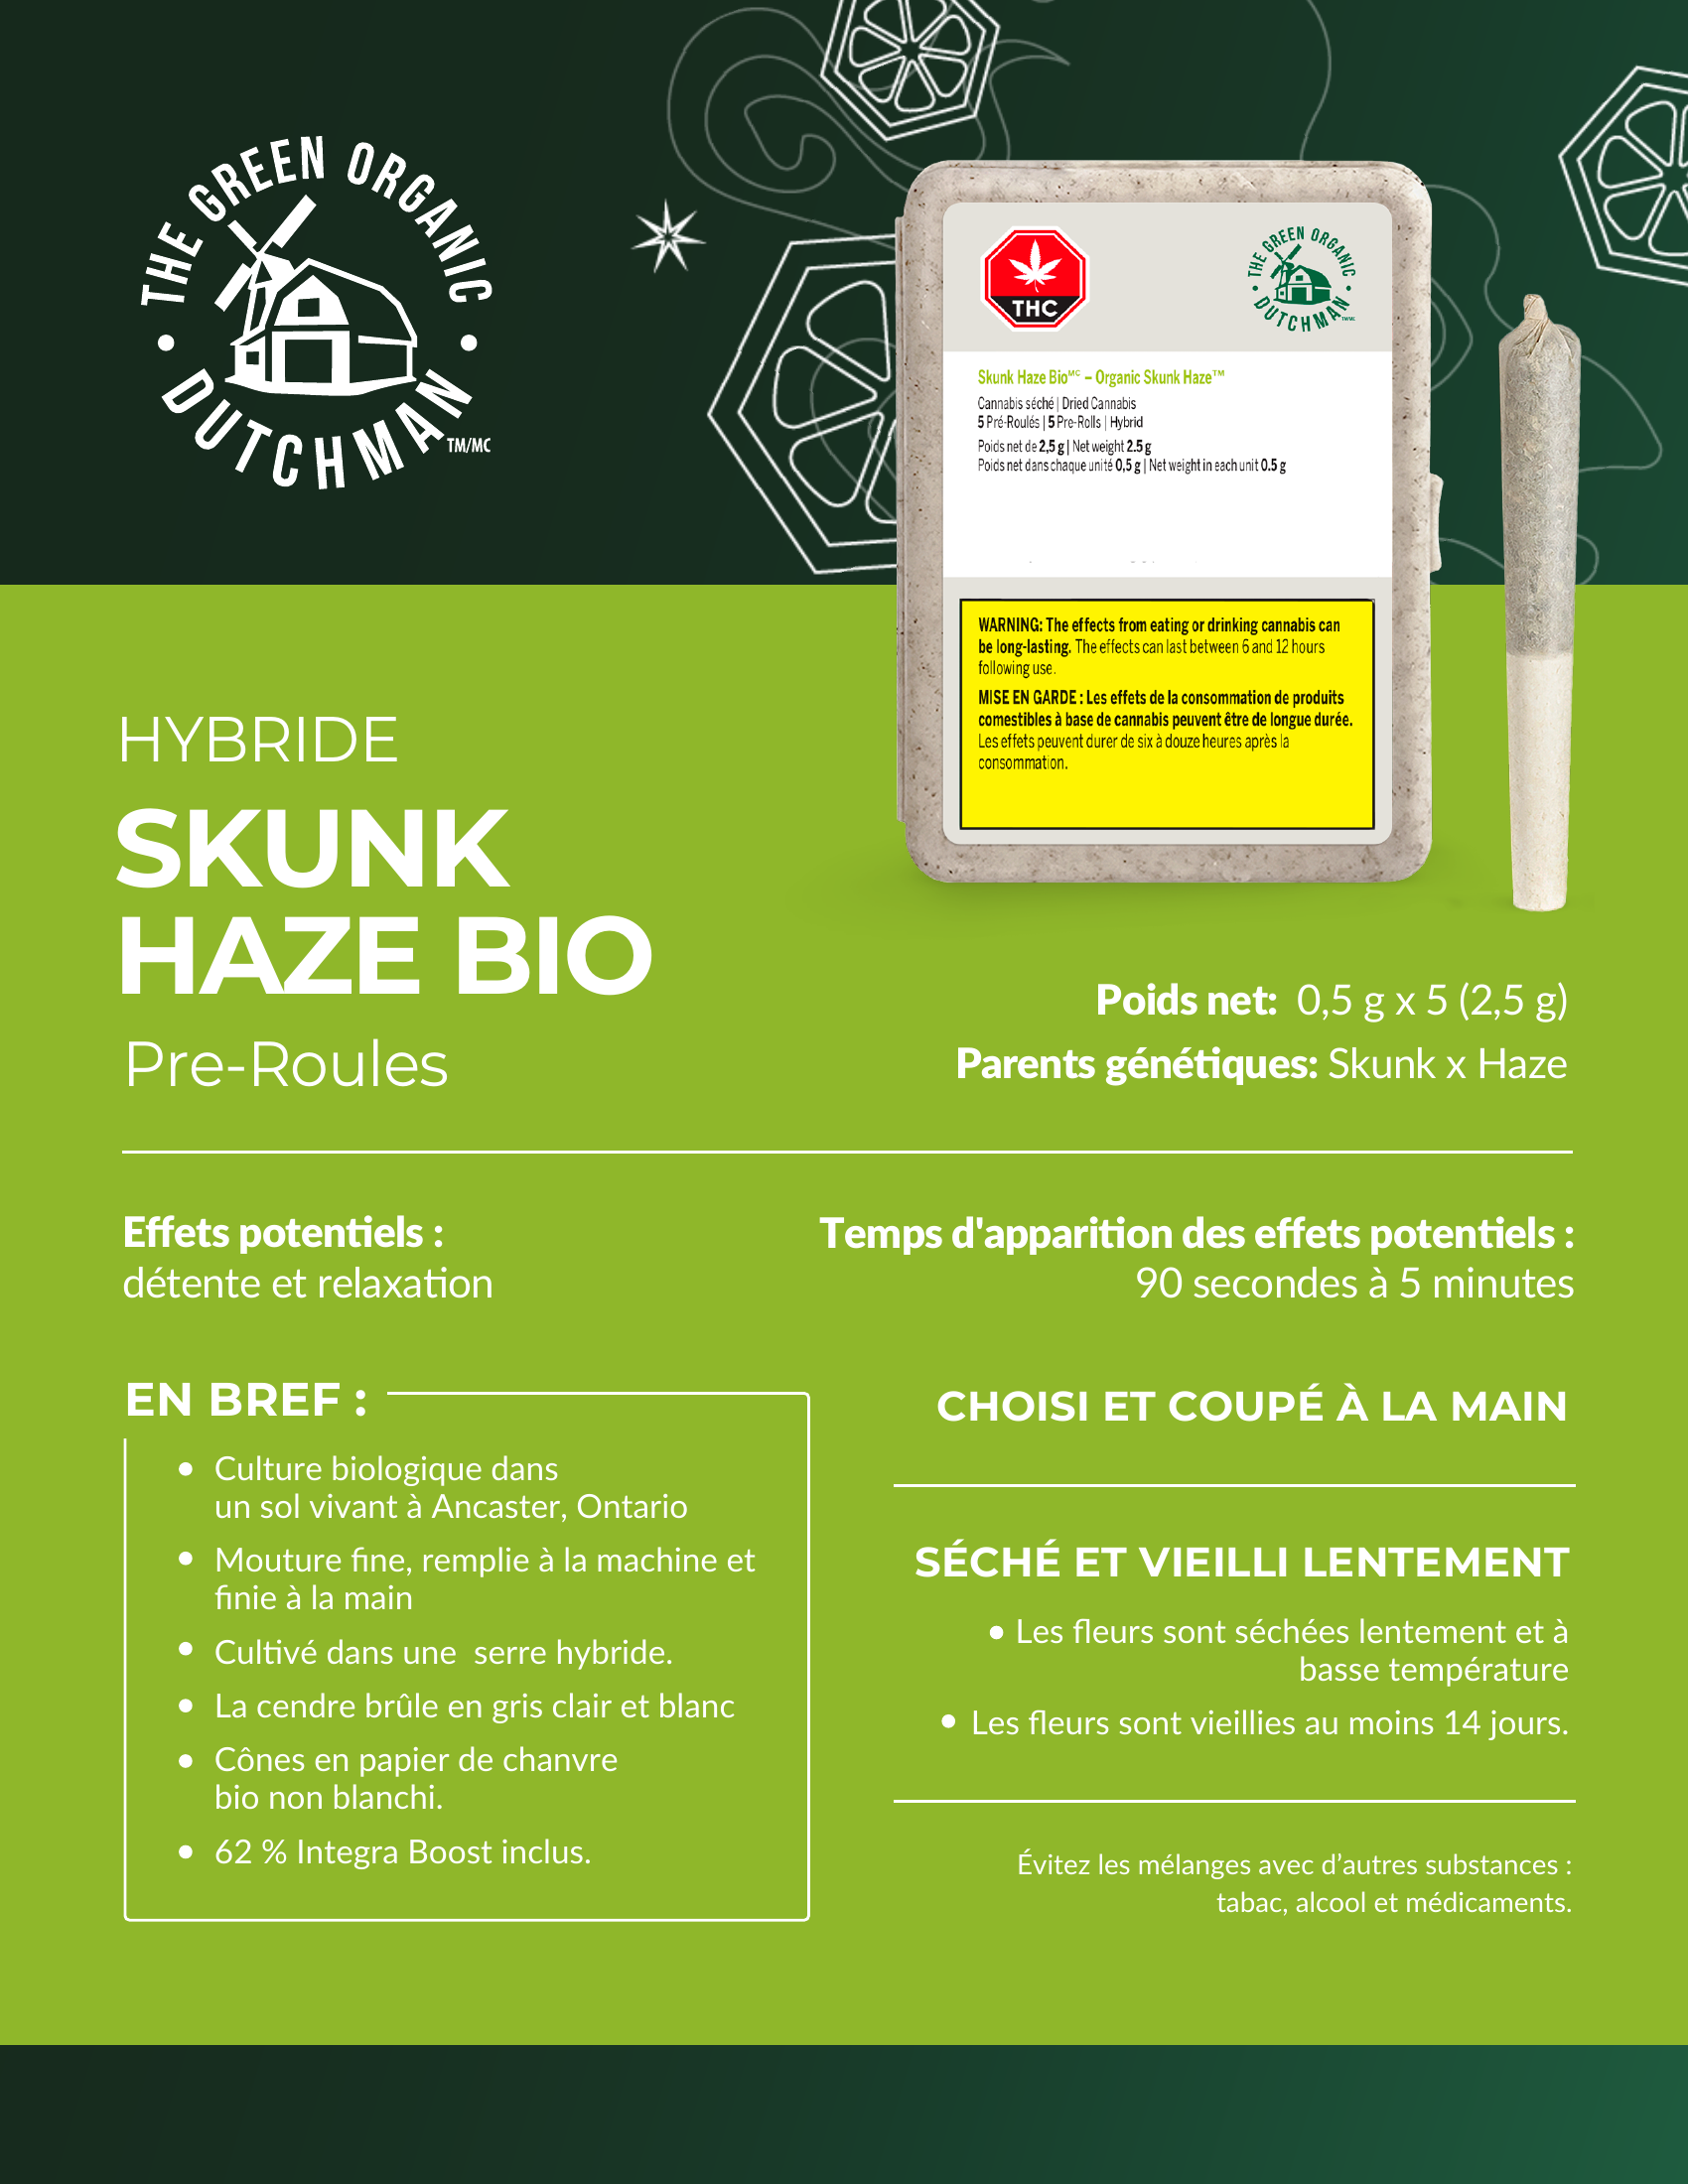 THE GREEN ORGANIC
DUTCHMAN
TM/MC
THC
THE GREEN ORGANIC
DUTCHMAN
TM/MC
Skunk Haze Bioᴹᶜ – Organic Skunk Haze™
Cannabis séché | Dried Cannabis
5 Pré-Roulés | 5 Pre-Rolls | Hybrid
Poids net de 2,5 g | Net weight 2.5 g
Poids net dans chaque unité 0,5 g | Net weight in each unit 0.5 g
WARNING: The effects from eating or drinking cannabis can
be long-lasting. The effects can last between 6 and 12 hours
following use.
MISE EN GARDE : Les effets de la consommation de produits
comestibles à base de cannabis peuvent être de longue durée.
Les effets peuvent durer de six à douze heures après la
consommation.
HYBRIDE
SKUNK
HAZE BIO
Pre-Roules
Poids net: 0,5 g x 5 (2,5 g)
Parents génétiques: Skunk x Haze
Effets potentiels :
détente et relaxation
Temps d'apparition des effets potentiels :
90 secondes à 5 minutes
EN BREF :
• Culture biologique dans
un sol vivant à Ancaster, Ontario
• Mouture fine, remplie à la machine et
finie à la main
• Cultivé dans une  serre hybride.
• La cendre brûle en gris clair et blanc
• Cônes en papier de chanvre
bio non blanchi.
• 62 % Integra Boost inclus.
CHOISI ET COUPÉ À LA MAIN
SÉCHÉ ET VIEILLI LENTEMENT
• Les fleurs sont séchées lentement et à
basse température
• Les fleurs sont vieillies au moins 14 jours.
Évitez les mélanges avec d’autres substances :
tabac, alcool et médicaments.